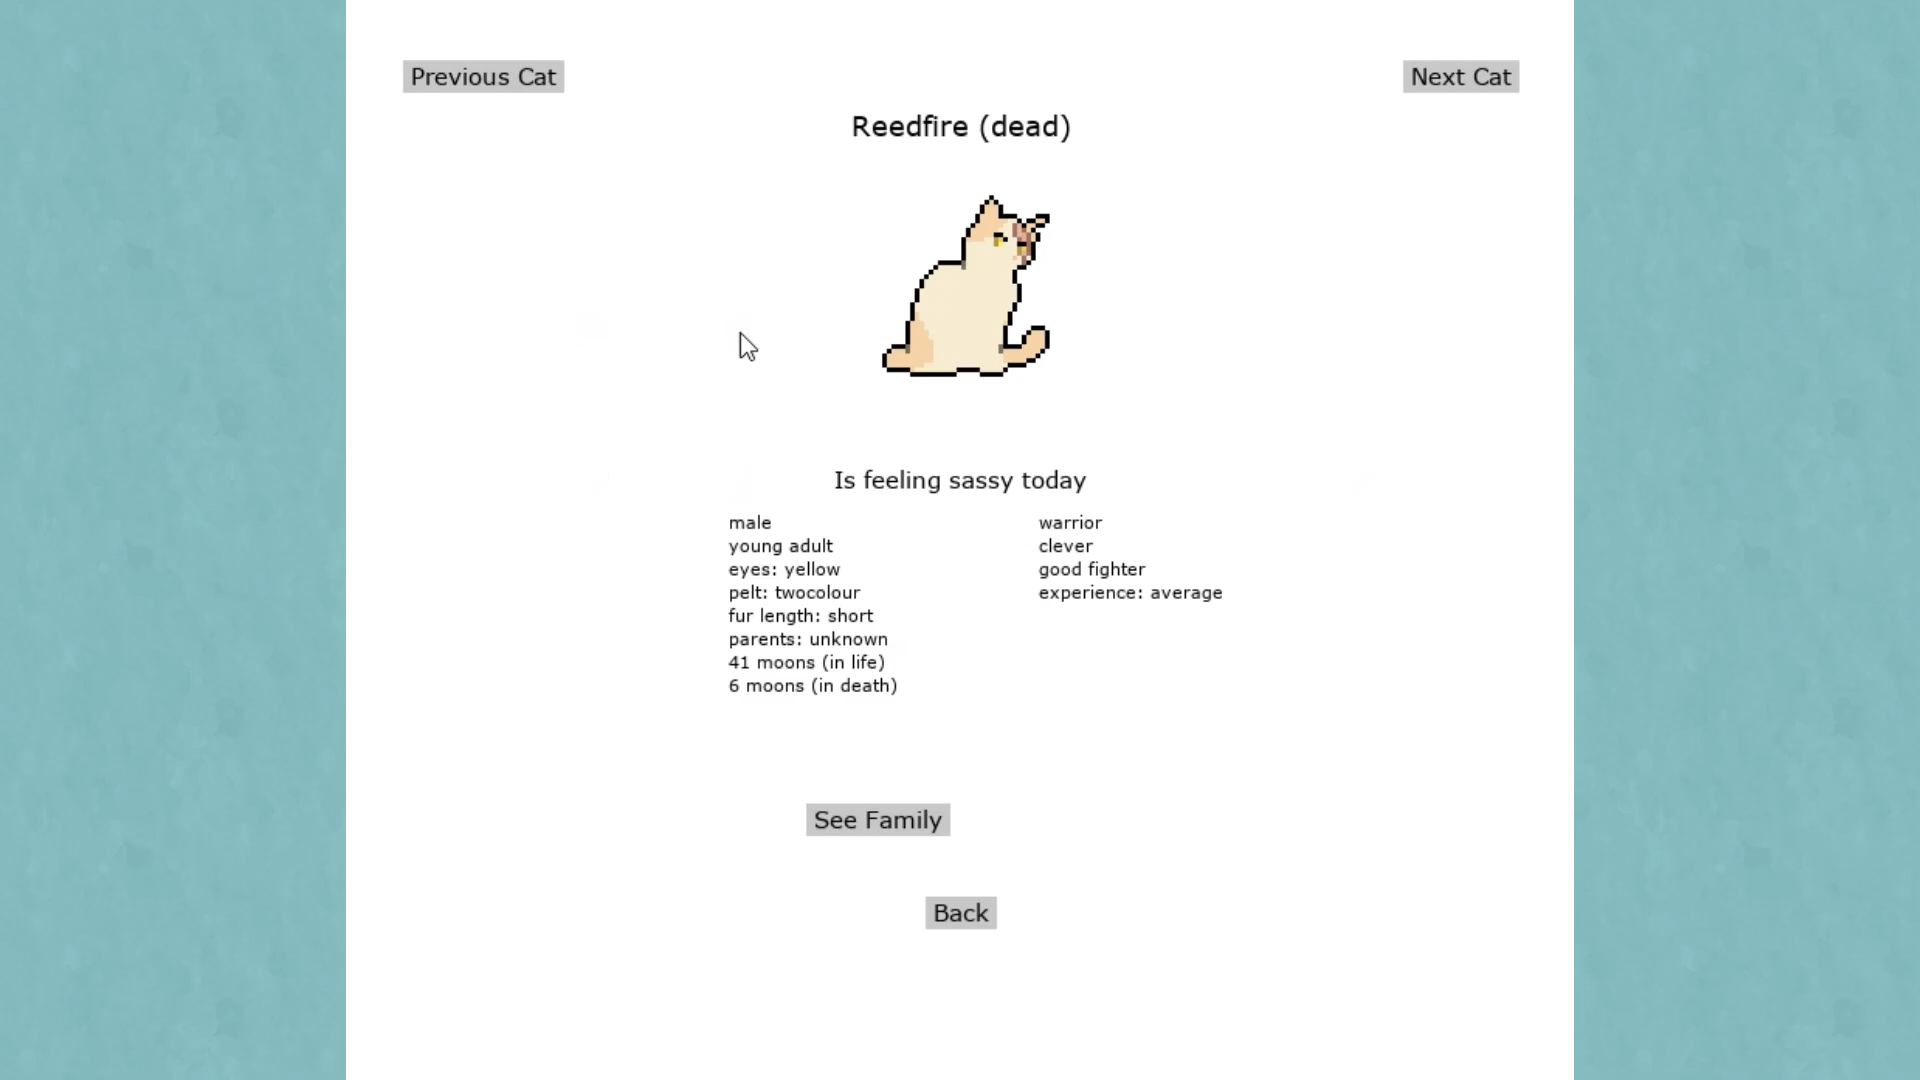 Previous Cat
Next Cat
Reedfire (dead)
Is feeling sassy today
male
young adult
eyes: yellow
pelt: twocolour
fur length: short
parents: unknown
41 moons (in life)
6 moons (in death)
warrior
clever
good fighter
experience: average
See Family
Back